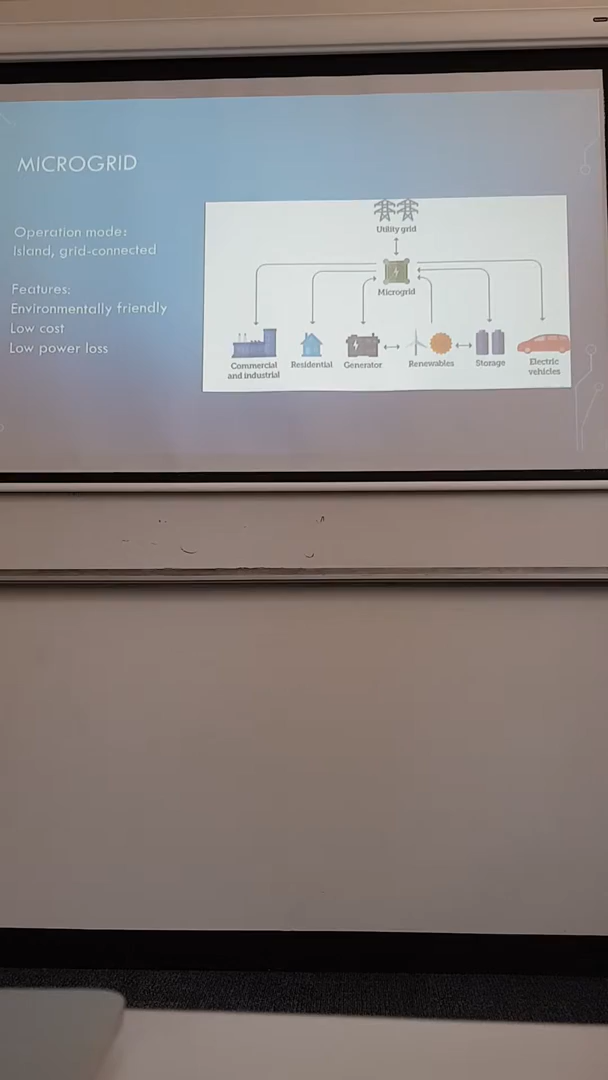 MICROGRID
Operation mode:
Island, grid-connected
Features:
Environmentally friendly
Low cost
Low power loss
Utility grid
Microgrid
Commercial
and industrial
Residential
Generator
Renewables
Storage
Electric
vehicles